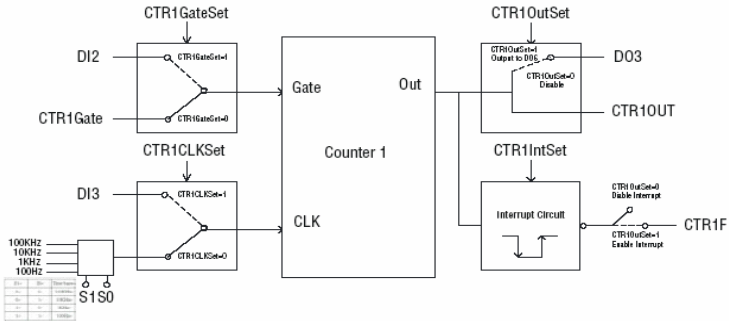 CTR1GateSet
CTR1OutSet
DI2
CTR1GateSet=1
CTR1Gate
CTR1GateSet=0
Gate
Out
Counter 1
CLK
CTR1OutSet=1
Output to DO6
CTR1OutSet=0
Disable
DO3
CTR1OUT
CTR1CLKSet
CTR1IntSet
DI3
CTR1CLKSet=1
CTR1CLKSet=0
100KHz
10KHz
1KHz
100Hz
S1S0
Interrupt Circuit
CTR1OutSet=0
Diable Interrupt
CTR1OutSet=1
Enable Interrupt
CTR1F